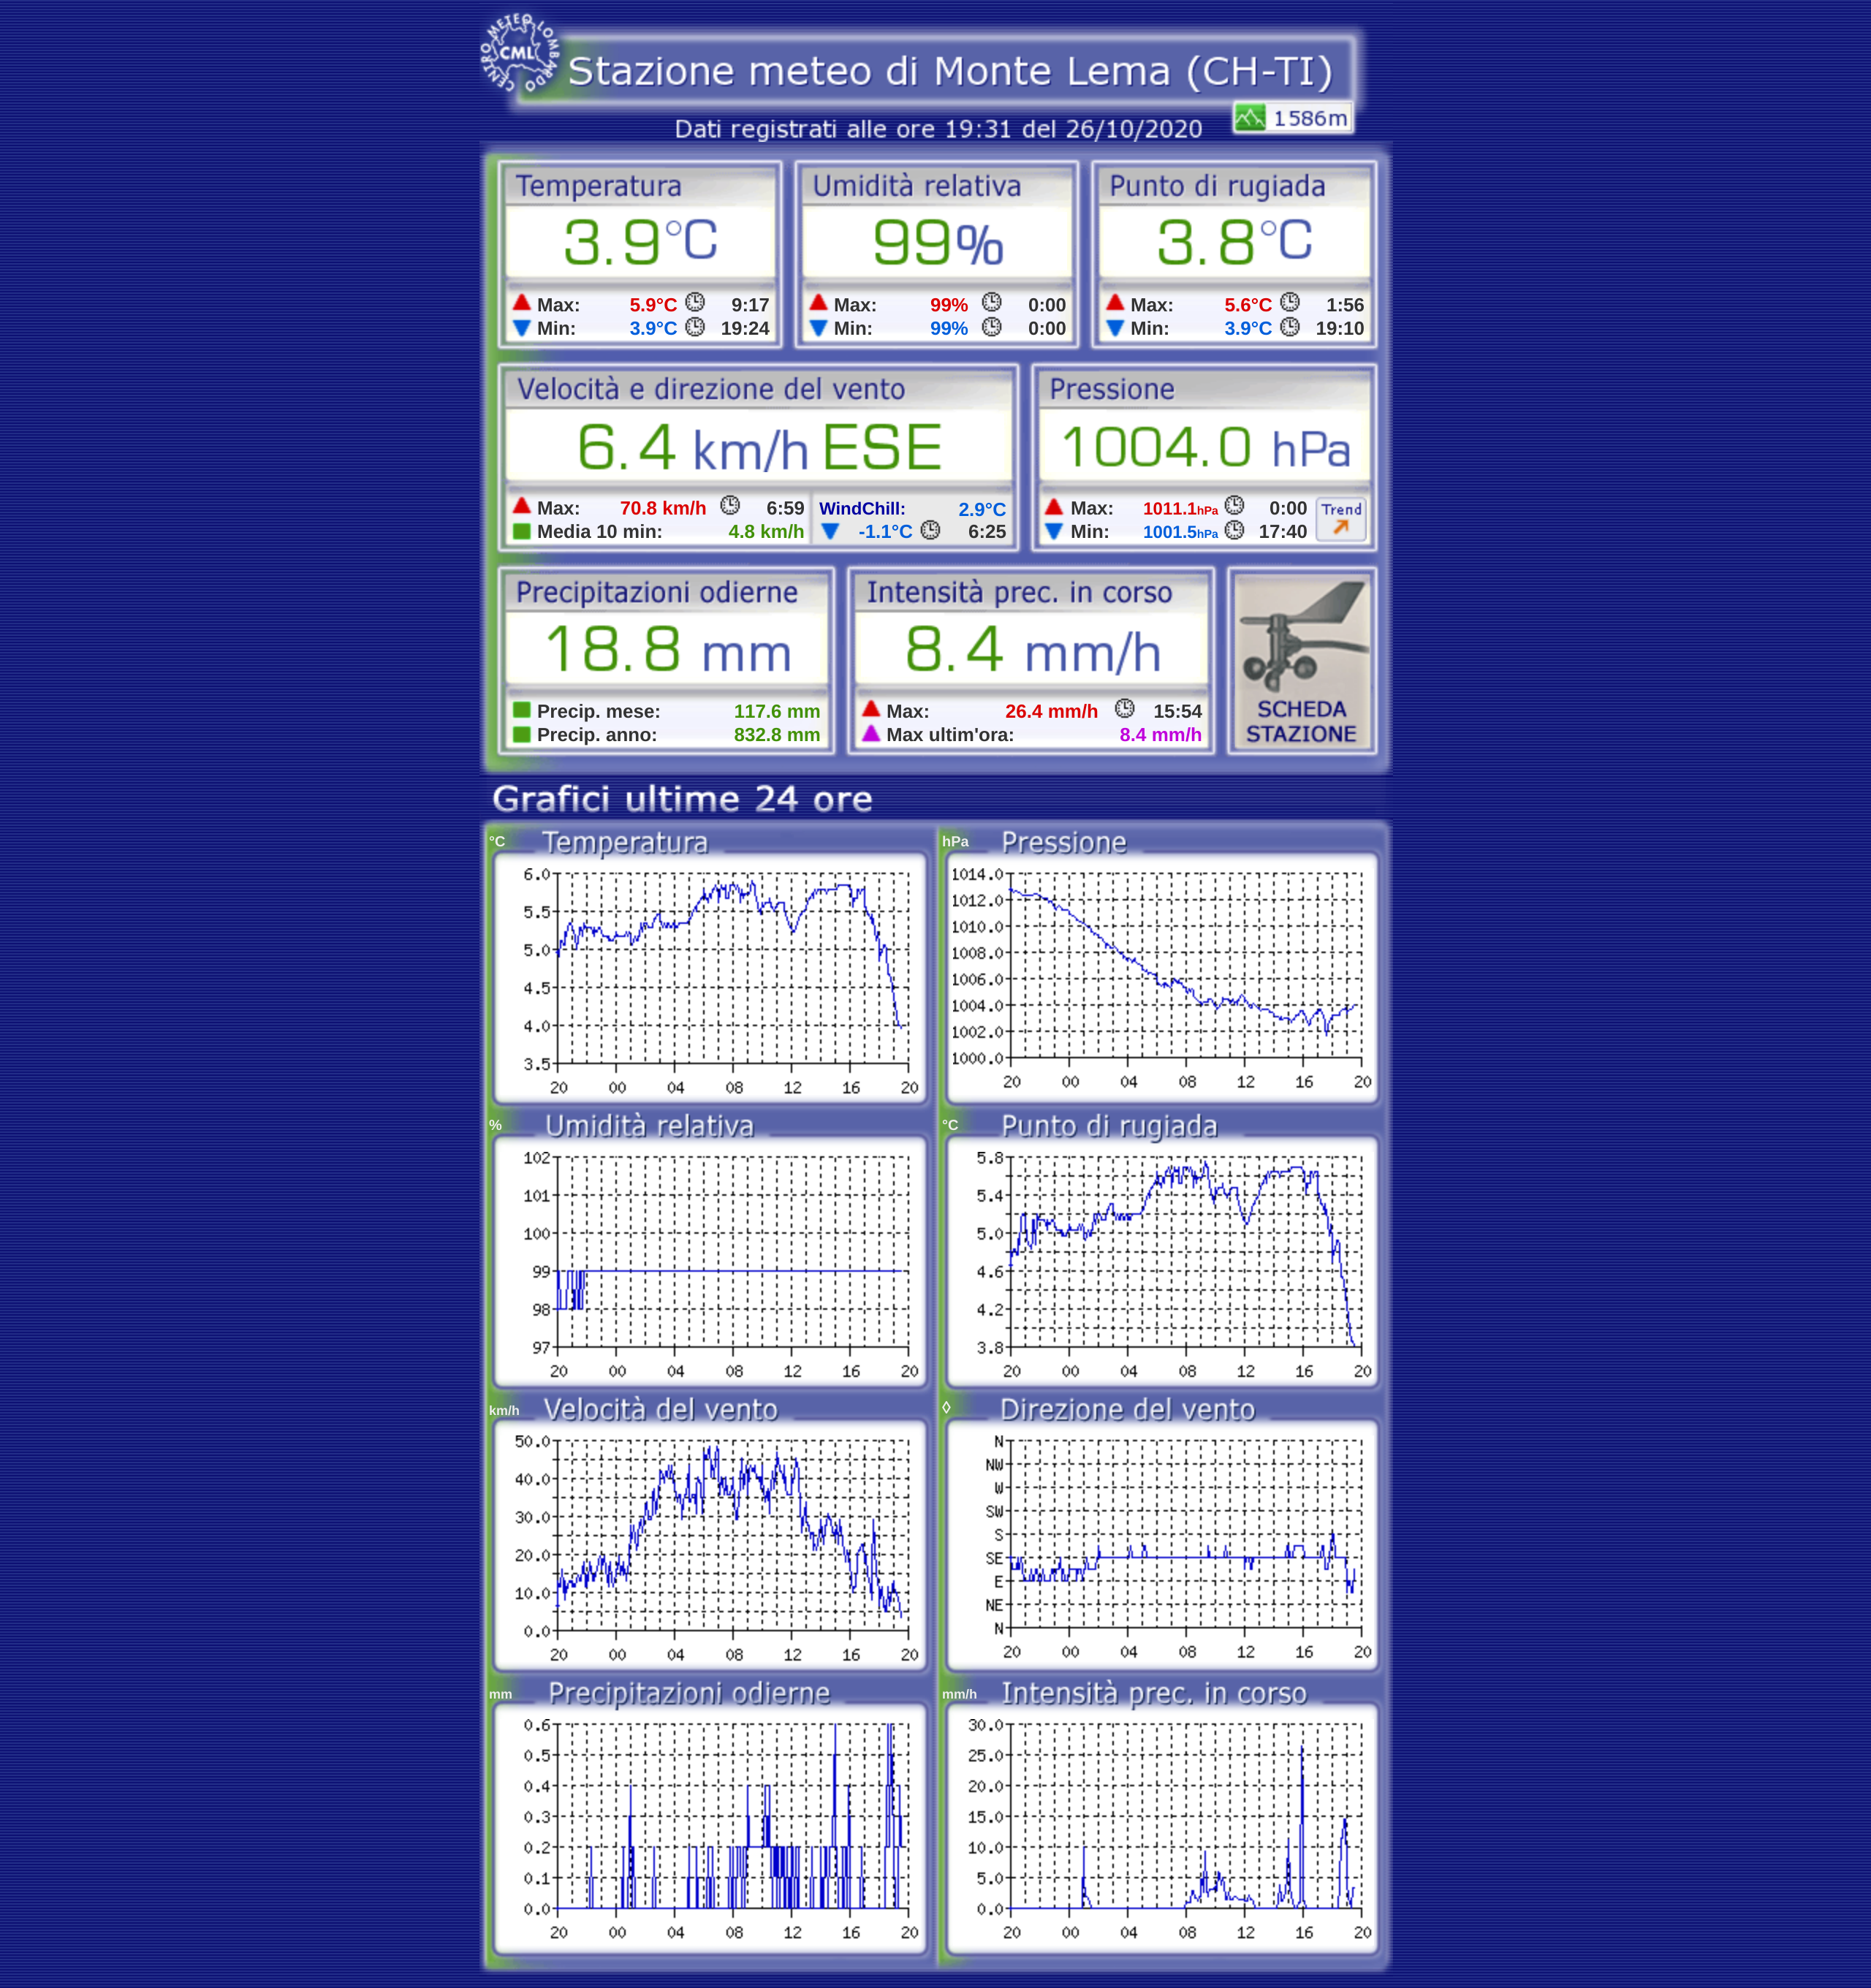 CENTRO METEO LOMBARDO
CML
Stazione meteo di Monte Lema (CH-TI)
1586m
Dati registrati alle ore 19:31 del 26/10/2020
Temperatura Umidità relativa Punto di rugiada
3.9°C 99% 3.8°C
Max: 5.9°C 9:17 Max: 99% 0:00 Max: 5.6°C 1:56
Min: 3.9°C 19:24 Min: 99% 0:00 Min: 3.9°C 19:10
Velocità e direzione del vento Pressione
6.4 km/h ESE 1004.0 hPa
Max: 70.8 km/h 6:59 WindChill: 2.9°C Max: 1011.1hPa 0:00 Trend
Media 10 min: 4.8 km/h -1.1°C 6:25 Min: 1001.5hPa 17:40
Precipitazioni odierne Intensità prec. in corso
18.8 mm 8.4 mm/h
Precip. mese: 117.6 mm Max: 26.4 mm/h 15:54 SCHEDA
Precip. anno: 832.8 mm Max ultim'ora: 8.4 mm/h STAZIONE
Grafici ultime 24 ore
°C Temperatura
6.0
5.5
5.0
4.5
4.0
3.5
20 00 04 08 12 16 20
hPa Pressione
1014.0
1012.0
1010.0
1008.0
1006.0
1004.0
1002.0
1000.0
20 00 04 08 12 16 20
% Umidità relativa
102
101
100
99
98
97
20 00 04 08 12 16 20
°C Punto di rugiada
5.8
5.4
5.0
4.6
4.2
3.8
20 00 04 08 12 16 20
km/h Velocità del vento
50.0
40.0
30.0
20.0
10.0
0.0
20 00 04 08 12 16 20
◊ Direzione del vento
N
NW
W
SW
S
SE
E
NE
N
20 00 04 08 12 16 20
mm Precipitazioni odierne
0.6
0.5
0.4
0.3
0.2
0.1
0.0
20 00 04 08 12 16 20
mm/h Intensità prec. in corso
30.0
25.0
20.0
15.0
10.0
5.0
0.0
20 00 04 08 12 16 20